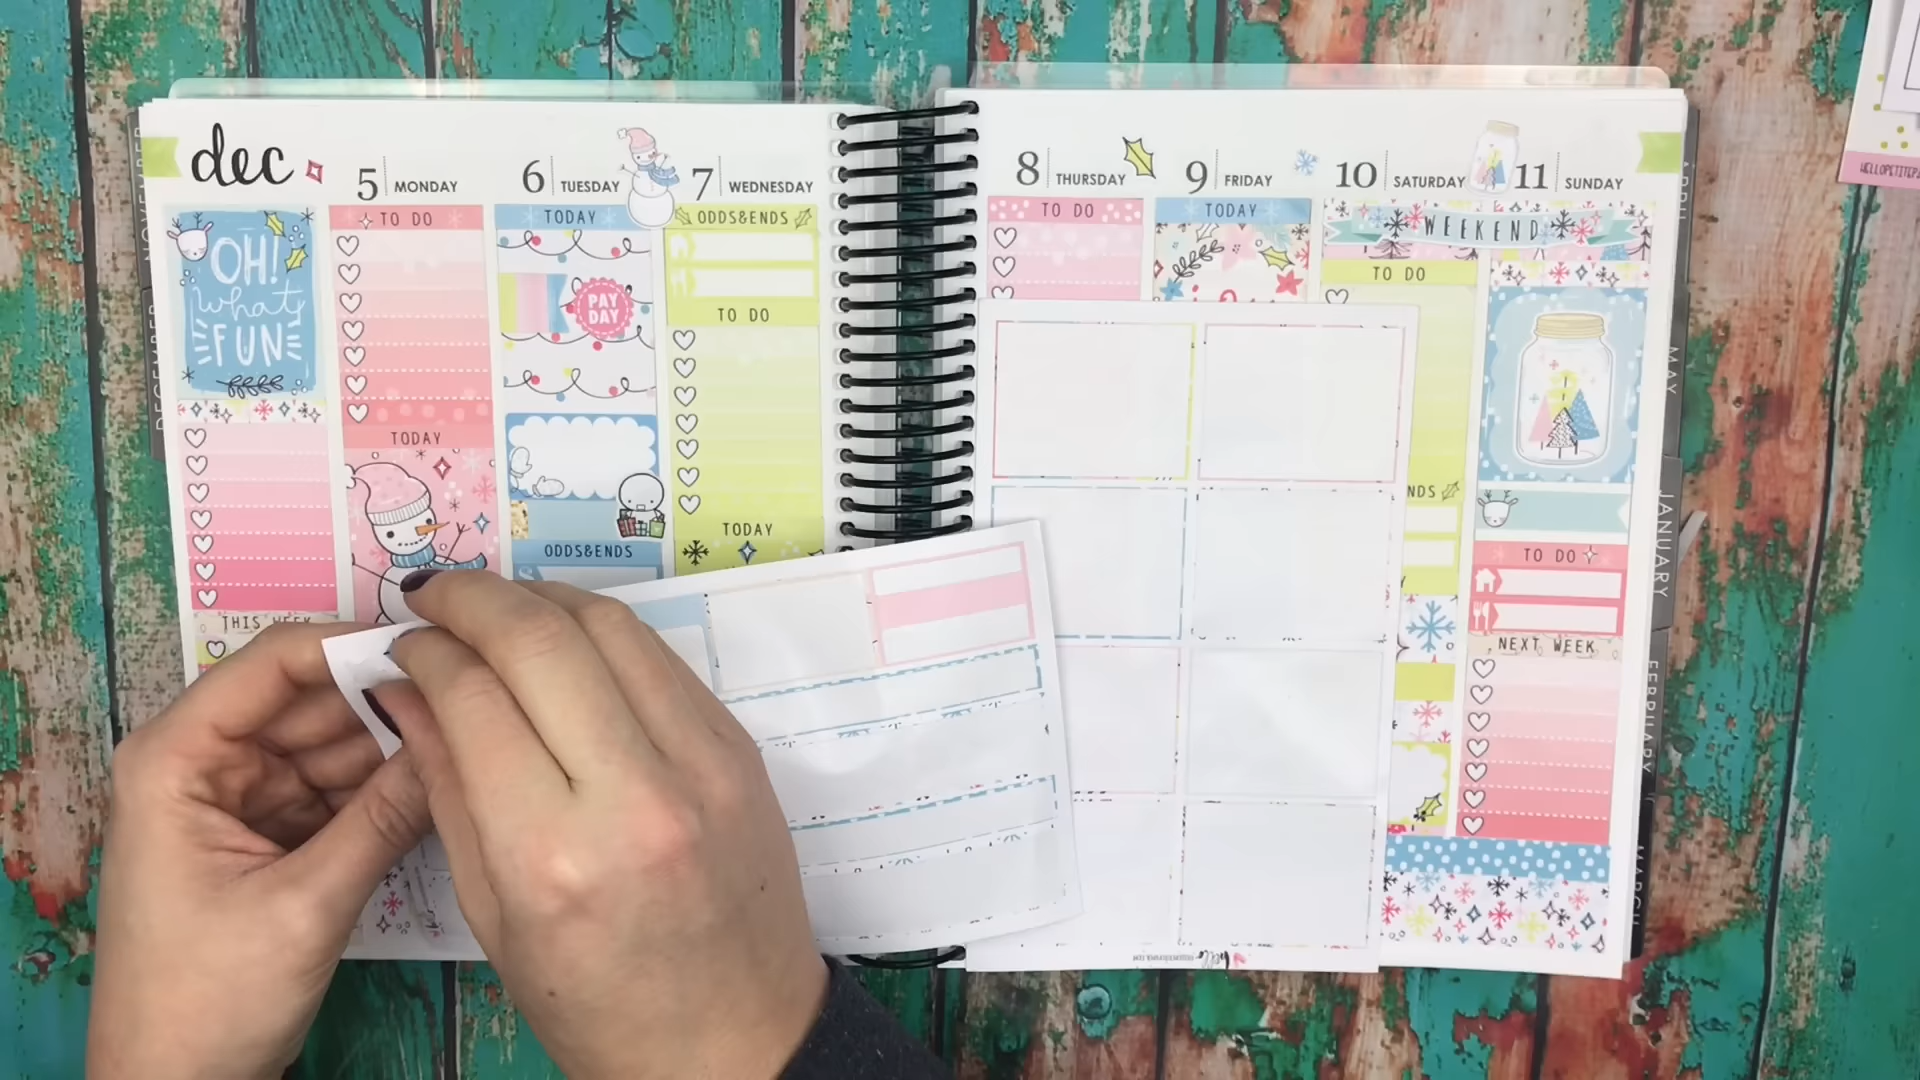 dec
5 MONDAY
6 TUESDAY
7 WEDNESDAY
8 THURSDAY
9 FRIDAY
10 SATURDAY
11 SUNDAY
OH!
what
FUN
TO DO
TODAY
ODDS&ENDS
TO DO
TODAY
WEEKEND
TO DO
PAY
DAY
TO DO
TODAY
TODAY
ODDS&ENDS
THIS WEEK
NDS
TO DO
NEXT WEEK
NOVEMBER
DECEMBER
MAY
JANUARY
FEBRUARY
MARCH
hello